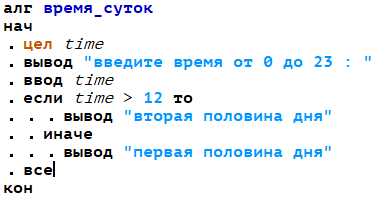 алг время_суток
нач
. цел time
. вывод "введите время от 0 до 23 : "
. ввод time
. если time > 12 то
. . . вывод "вторая половина дня"
. . иначе
. . . вывод "первая половина дня"
. все
кон